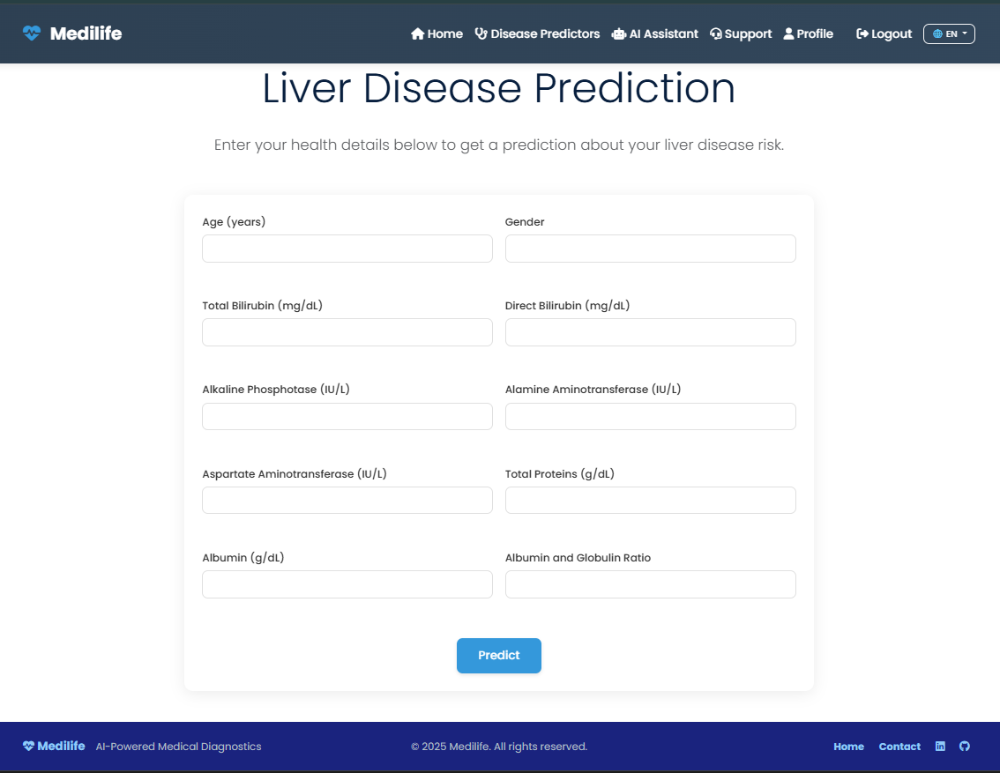 Medilife Home Disease Predictors AI Assistant Support Profile Logout EN
Liver Disease Prediction
Enter your health details below to get a prediction about your liver disease risk.
Age (years) Gender
Total Bilirubin (mg/dL) Direct Bilirubin (mg/dL)
Alkaline Phosphotase (IU/L) Alamine Aminotransferase (IU/L)
Aspartate Aminotransferase (IU/L) Total Proteins (g/dL)
Albumin (g/dL) Albumin and Globulin Ratio
Predict
Medilife AI-Powered Medical Diagnostics © 2025 Medilife. All rights reserved. Home Contact